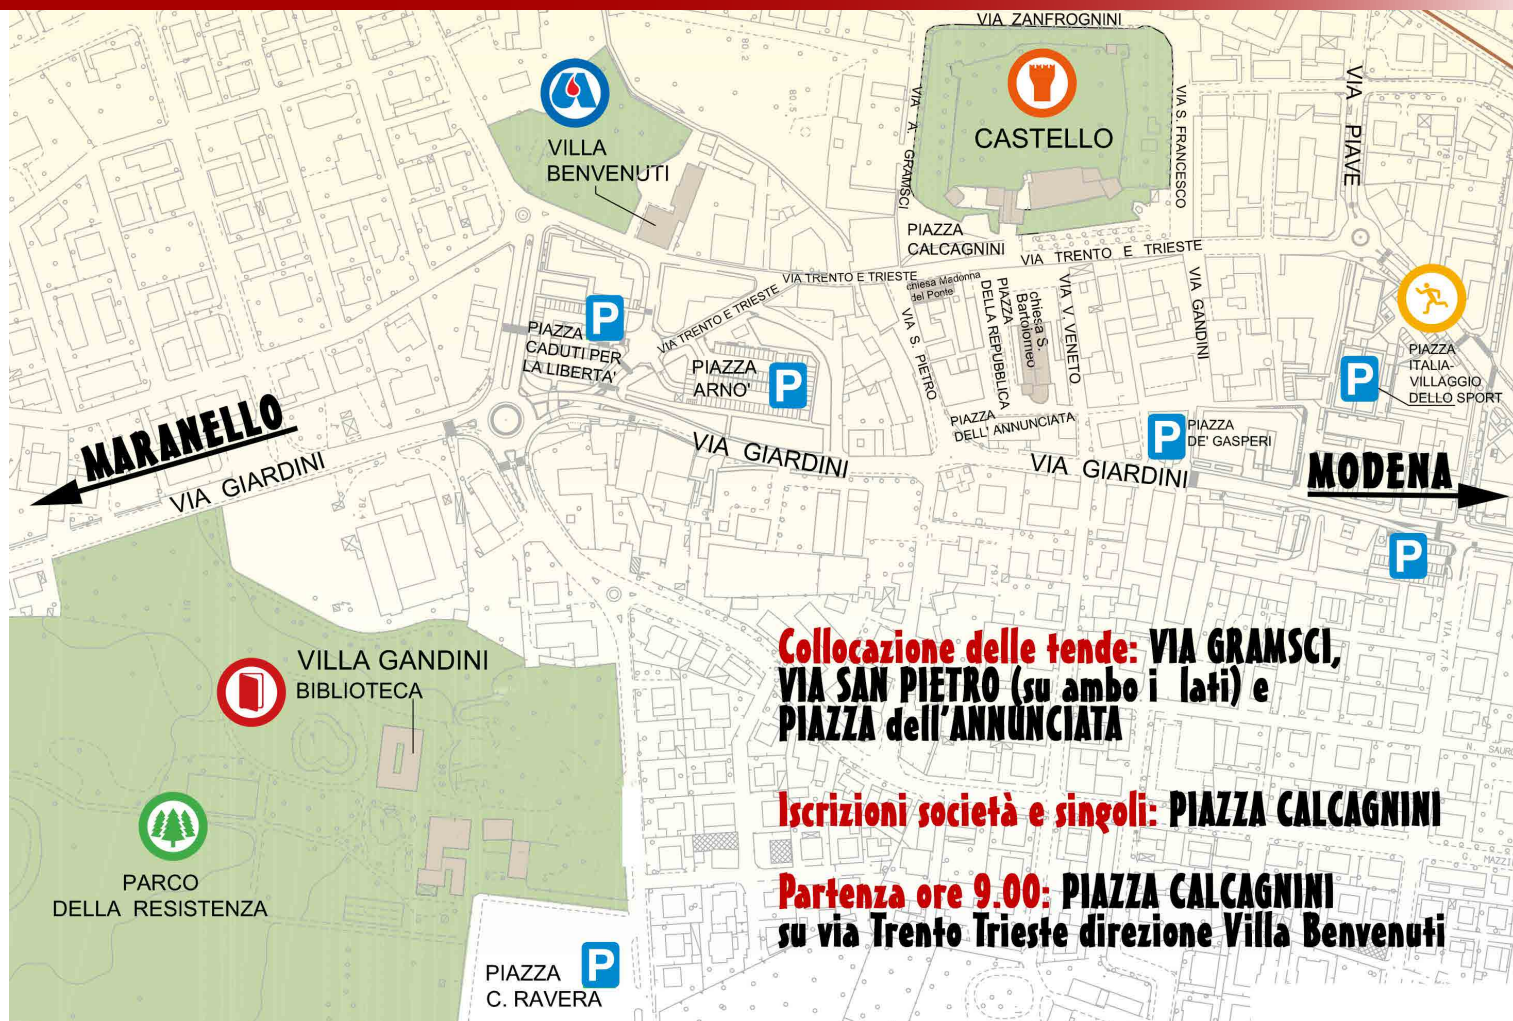 VIA ZANFROGNINI
CASTELLO
VIA A. GRAMSCI
VIA S. FRANCESCO
VIA PIAVE
VILLA
BENVENUTI
PIAZZA
CALCAGNINI
VIA TRENTO E TRIESTE
VIA TRENTO E TRIESTE
VIA TRENTO E TRIESTE
chiesa Madonna
del Ponte
PIAZZA
DELLA REPUBBLICA
chiesa S.
Bartolomeo
VIA V. VENETO
VIA GANDINI
VIA S. PIETRO
P
PIAZZA
CADUTI PER
LA LIBERTA'
PIAZZA
ARNO'
P
P
PIAZZA
ITALIA-
VILLAGGIO
DELLO SPORT
PIAZZA
DELL' ANNUNCIATA
P
PIAZZA
DE' GASPERI
MARANELLO
VIA GIARDINI
VIA GIARDINI
VIA GIARDINI
MODENA
P
VILLA GANDINI
BIBLIOTECA
PARCO
DELLA RESISTENZA
PIAZZA
C. RAVERA
P
Collocazione delle tende: VIA GRAMSCI,
VIA SAN PIETRO (su ambo i lati) e
PIAZZA dell'ANNUNCIATA
Iscrizioni società e singoli: PIAZZA CALCAGNINI
Partenza ore 9.00: PIAZZA CALCAGNINI
su via Trento Trieste direzione Villa Benvenuti